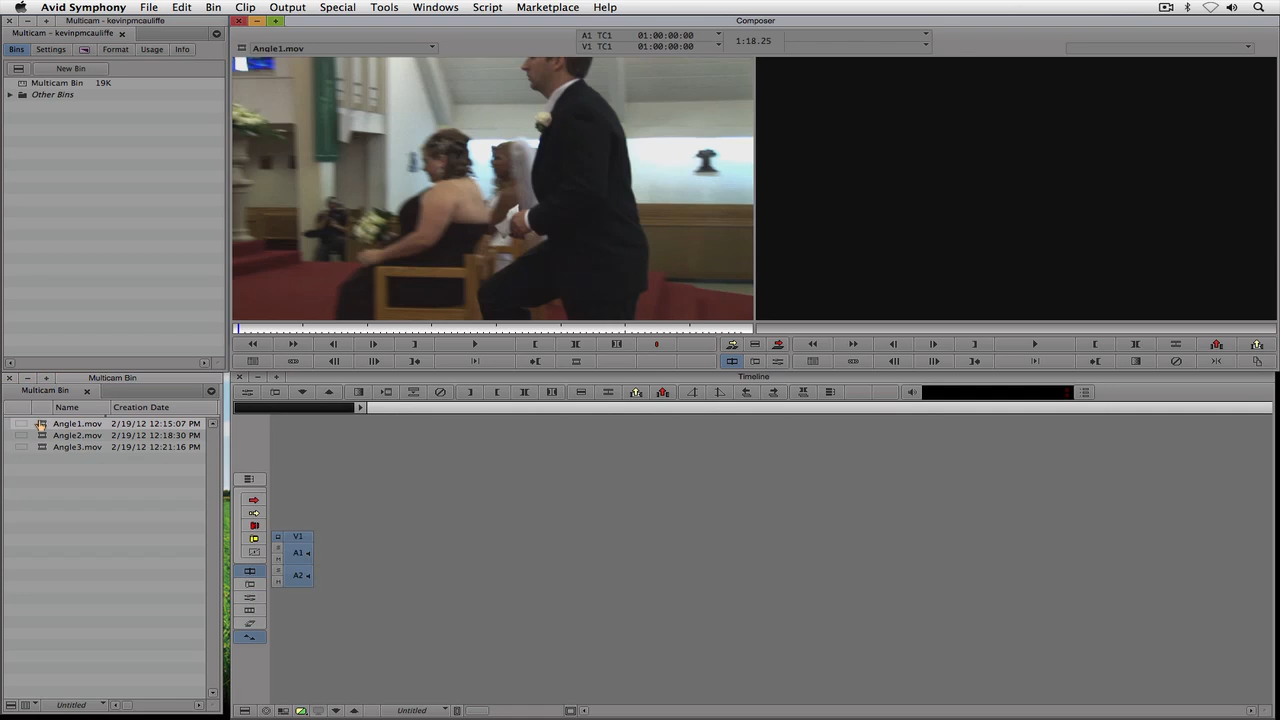 Avid Symphony File Edit Bin Clip Output Special Tools Windows Script Marketplace Help
Multicam - kevinpmcauliffe
Composer
Multicam – kevinpmcauliffe
Angle1.mov
A1 TC1 01:00:00:00
V1 TC1 01:00:00:00
1:18.25
Bins Settings Format Usage Info
New Bin
Multicam Bin 19K
Other Bins
Multicam Bin
Timeline
Multicam Bin
Name Creation Date
Angle1.mov 2/19/12 12:15:07 PM
Angle2.mov 2/19/12 12:18:30 PM
Angle3.mov 2/19/12 12:21:16 PM
V1
S
A1
M
S
A2
M
Untitled
Untitled